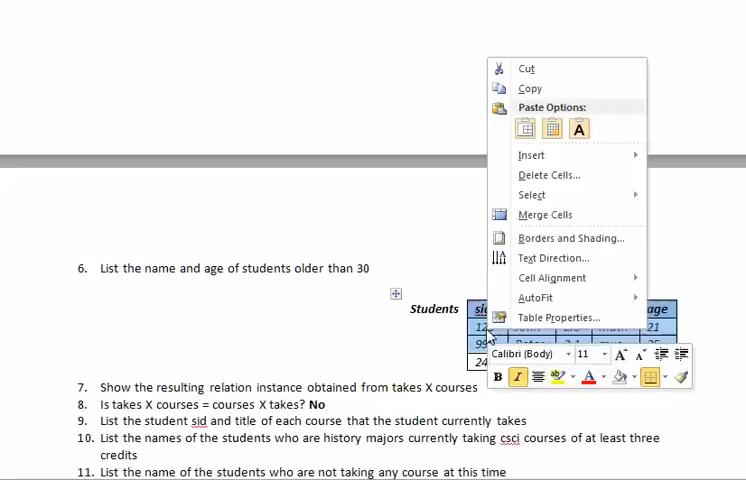 Cut
Copy
Paste Options:
A
Insert
Delete Cells...
Select
Merge Cells
Borders and Shading...
Text Direction...
Cell Alignment
AutoFit
Table Properties...
6. List the name and age of students older than 30
Students age
21
24
Calibri (Body) 11 A A
B I ab A
7. Show the resulting relation instance obtained from takes X courses
8. Is takes X courses = courses X takes? No
9. List the student sid and title of each course that the student currently takes
10. List the names of the students who are history majors currently taking csci courses of at least three
credits
11. List the name of the students who are not taking any course at this time